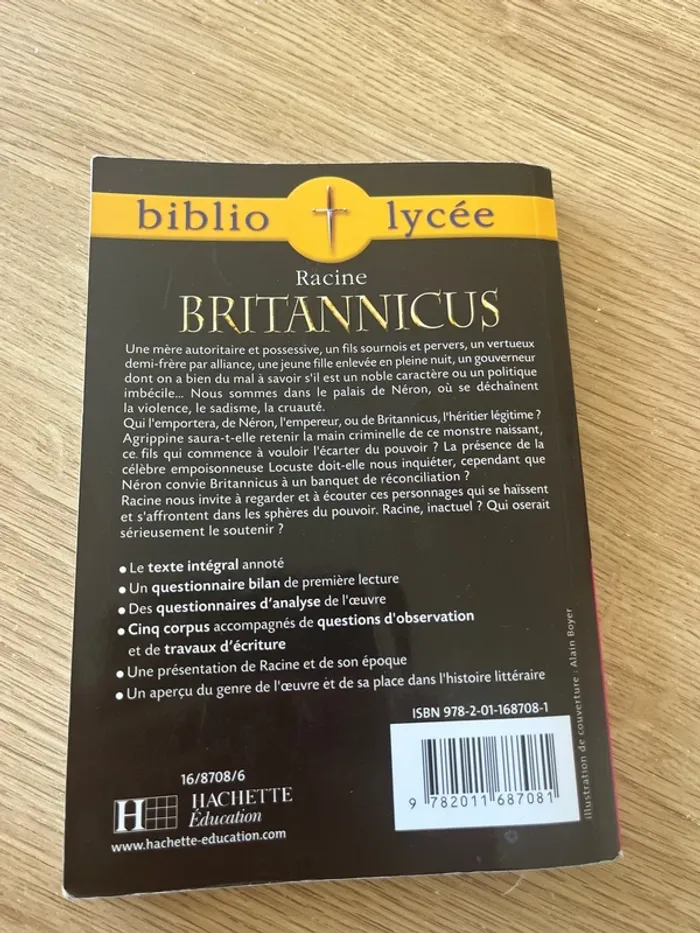 biblio lycée
Racine
BRITANNICUS
Une mère autoritaire et possessive, un fils sournois et pervers, un vertueux
demi-frère par alliance, une jeune fille enlevée en pleine nuit, un gouverneur
dont on a bien du mal à savoir s'il est un noble caractère ou un politique
imbécile... Nous sommes dans le palais de Néron, où se déchaînent
la violence, le sadisme, la cruauté.
Qui l'emportera, de Néron, l'empereur, ou de Britannicus, l'héritier légitime ?
Agrippine saura-t-elle retenir la main criminelle de ce monstre naissant,
ce fils qui commence à vouloir l'écarter du pouvoir ? La présence de la
célèbre empoisonneuse Locuste doit-elle nous inquiéter, cependant que
Néron convie Britannicus à un banquet de réconciliation ?
Racine nous invite à regarder et à écouter ces personnages qui se haïssent
et s'affrontent dans les sphères du pouvoir. Racine, inactuel ? Qui oserait
sérieusement le soutenir ?
• Le texte intégral annoté
• Un questionnaire bilan de première lecture
• Des questionnaires d'analyse de l'œuvre
• Cinq corpus accompagnés de questions d'observation
et de travaux d'écriture
• Une présentation de Racine et de son époque
• Un aperçu du genre de l'œuvre et de sa place dans l'histoire littéraire
ISBN 978-2-01-168708-1
9 782011 687081
16/8708/6
H HACHETTE
Éducation
www.hachette-education.com
illustration de couverture : Alain Boyer